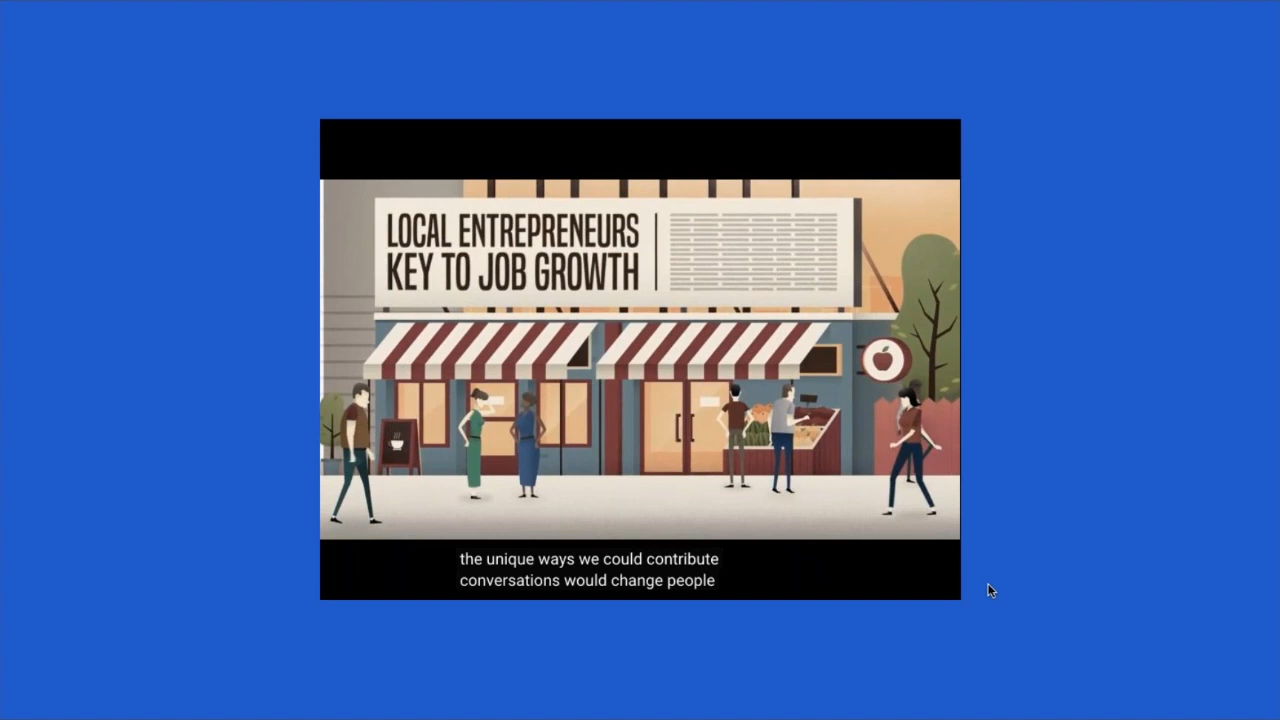 LOCAL ENTREPRENEURS
KEY TO JOB GROWTH
the unique ways we could contribute
conversations would change people